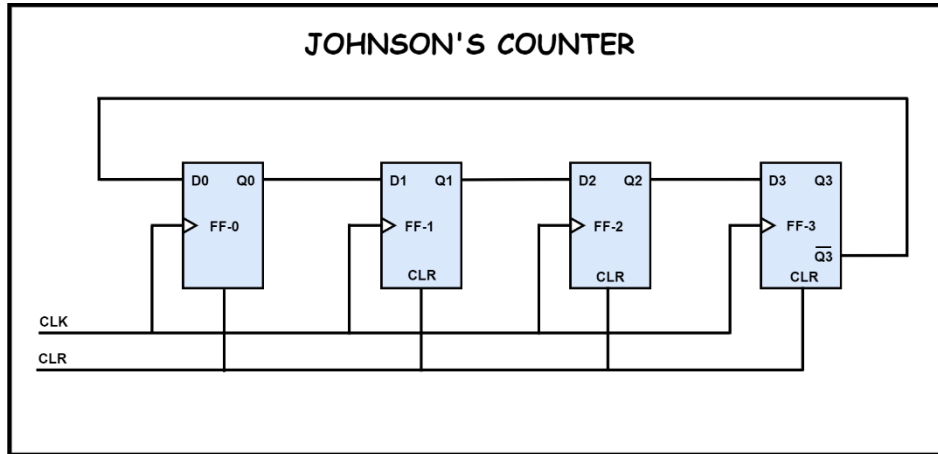 JOHNSON'S COUNTER
D0 Q0 D1 Q1 D2 Q2 D3 Q3
FF-0 FF-1 FF-2 FF-3
Q̅3̅
CLR CLR CLR
CLK
CLR